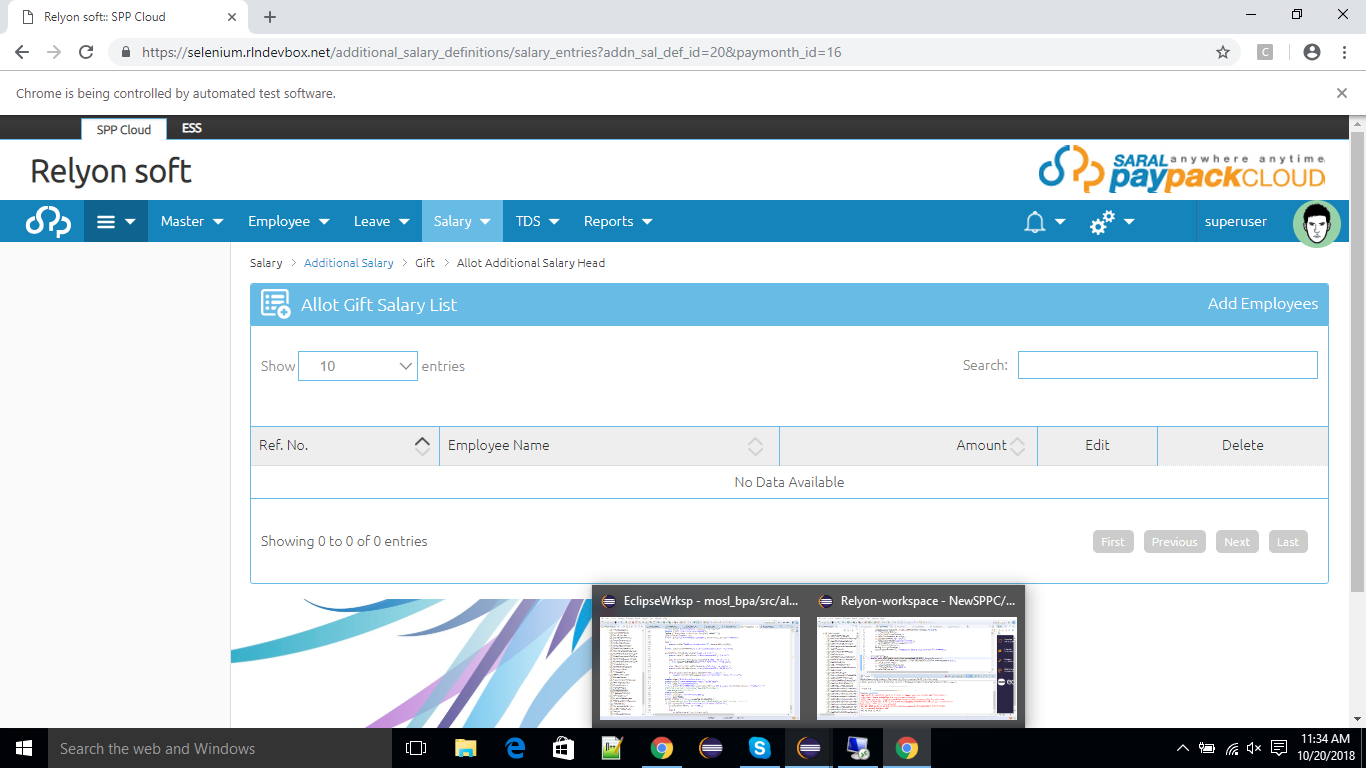 Relyon soft:: SPP Cloud
https://selenium.rlndevbox.net/additional_salary_definitions/salary_entries?addn_sal_def_id=20&paymonth_id=16
C
Chrome is being controlled by automated test software.
SPP Cloud ESS
Relyon soft
SARAL anywhere anytime
paypackCLOUD
Master Employee Leave Salary TDS Reports superuser
Salary > Additional Salary > Gift > Allot Additional Salary Head
Allot Gift Salary List Add Employees
Show 10 entries Search:
Ref. No. Employee Name Amount Edit Delete
No Data Available
Showing 0 to 0 of 0 entries First Previous Next Last
EclipseWrksp - mosl_bpa/src/al... Relyon-workspace - NewSPPC/...
Search the web and Windows
11:34 AM
10/20/2018